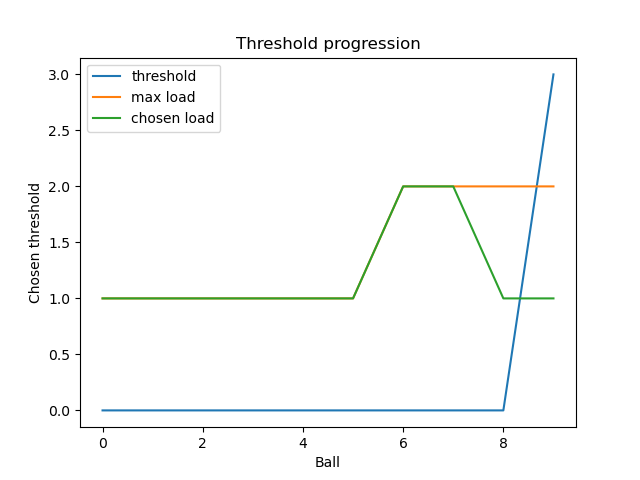 Threshold progression
threshold
max load
chosen load
Chosen threshold
3.0
2.5
2.0
1.5
1.0
0.5
0.0
0 2 4 6 8
Ball